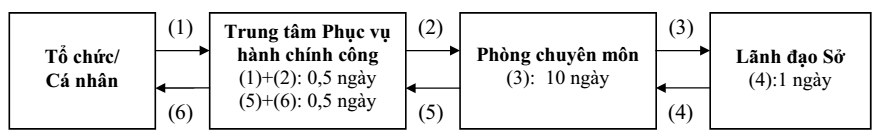 Tổ chức/
Cá nhân
(1)
(6)
Trung tâm Phục vụ
hành chính công
(1)+(2): 0,5 ngày
(5)+(6): 0,5 ngày
(2)
(5)
Phòng chuyên môn
(3): 10 ngày
(3)
(4)
Lãnh đạo Sở
(4):1 ngày